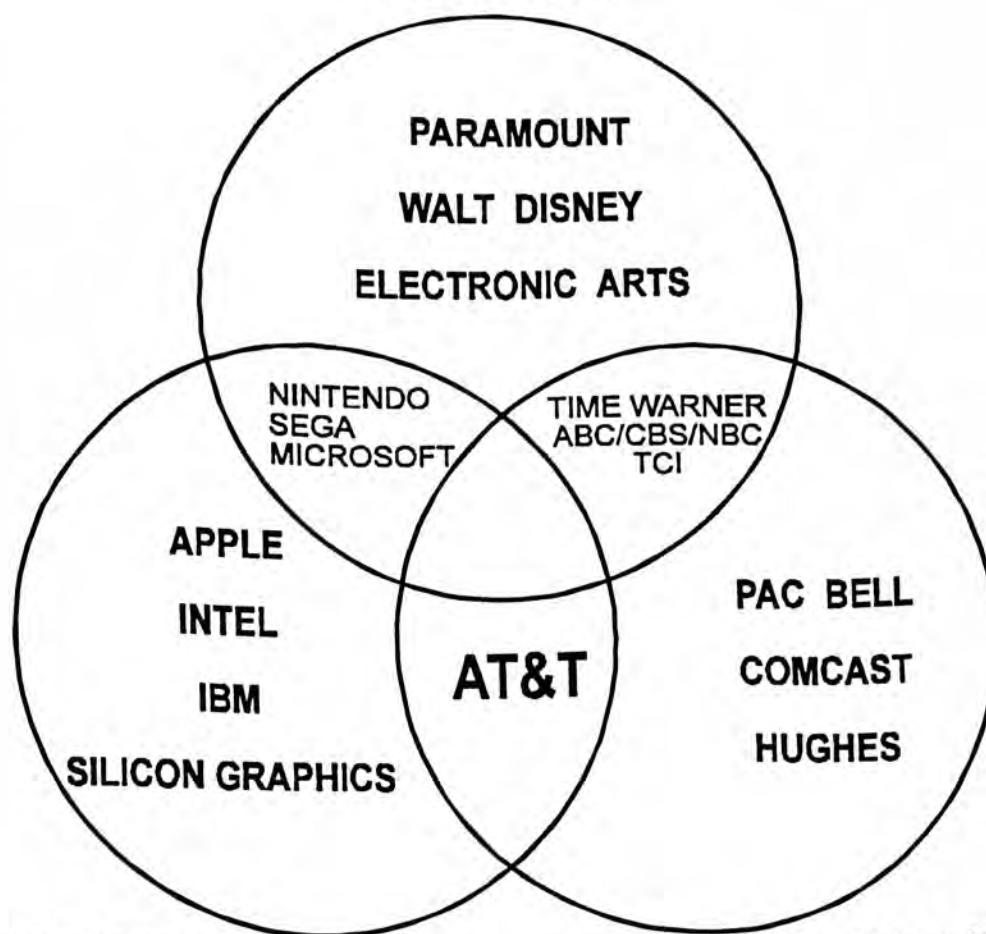 PARAMOUNT
WALT DISNEY
ELECTRONIC ARTS
NINTENDO
SEGA
MICROSOFT
TIME WARNER
ABC/CBS/NBC
TCI
APPLE
INTEL
IBM
SILICON GRAPHICS
AT&T
PAC BELL
COMCAST
HUGHES